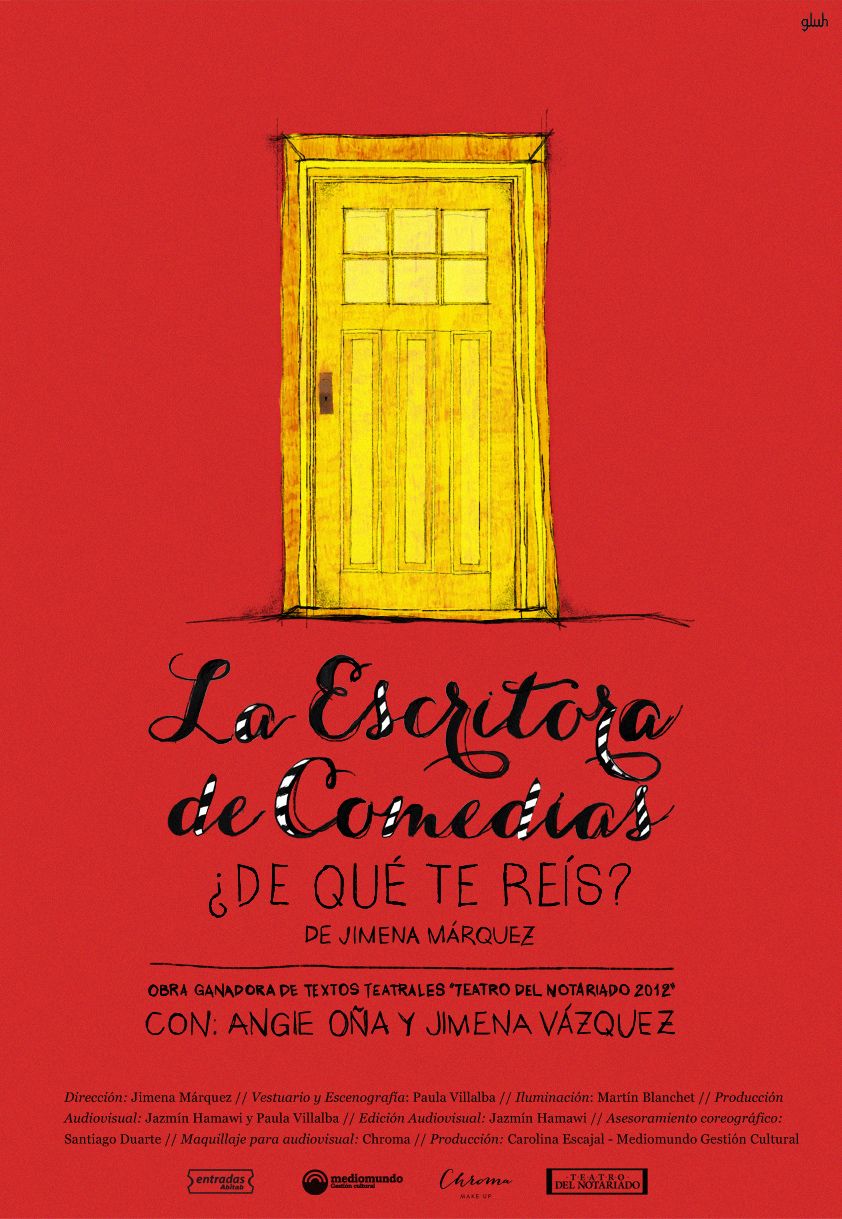 gluh
La Escritora
de Comedias
¿DE QUÉ TE REÍS?
DE JIMENA MÁRQUEZ
OBRA GANADORA DE TEXTOS TEATRALES "TEATRO DEL NOTARIADO 2012"
CON: ANGIE OÑA Y JIMENA VÁZQUEZ
Dirección: Jimena Márquez // Vestuario y Escenografía: Paula Villalba // Iluminación: Martín Blanchet // Producción
Audiovisual: Jazmín Hamawi y Paula Villalba // Edición Audiovisual: Jazmín Hamawi // Asesoramiento coreográfico:
Santiago Duarte // Maquillaje para audiovisual: Chroma // Producción: Carolina Escajal - Mediomundo Gestión Cultural
entradas
Abitab
mediomundo
Gestión cultural
Chroma
MAKE UP
·TEATRO·
DEL NOTARIADO